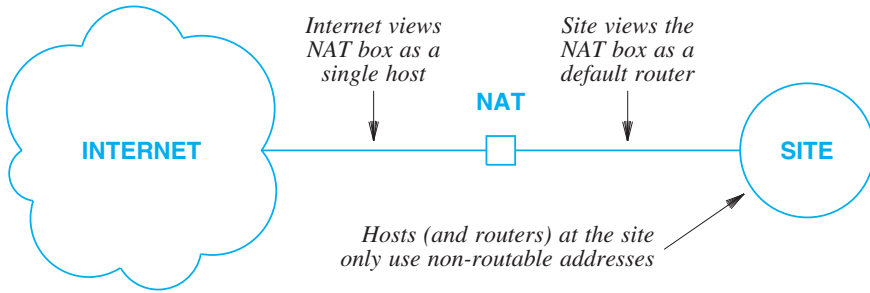 Internet views
NAT box as a
single host
Site views the
NAT box as a
default router
NAT
INTERNET
SITE
Hosts (and routers) at the site
only use non-routable addresses